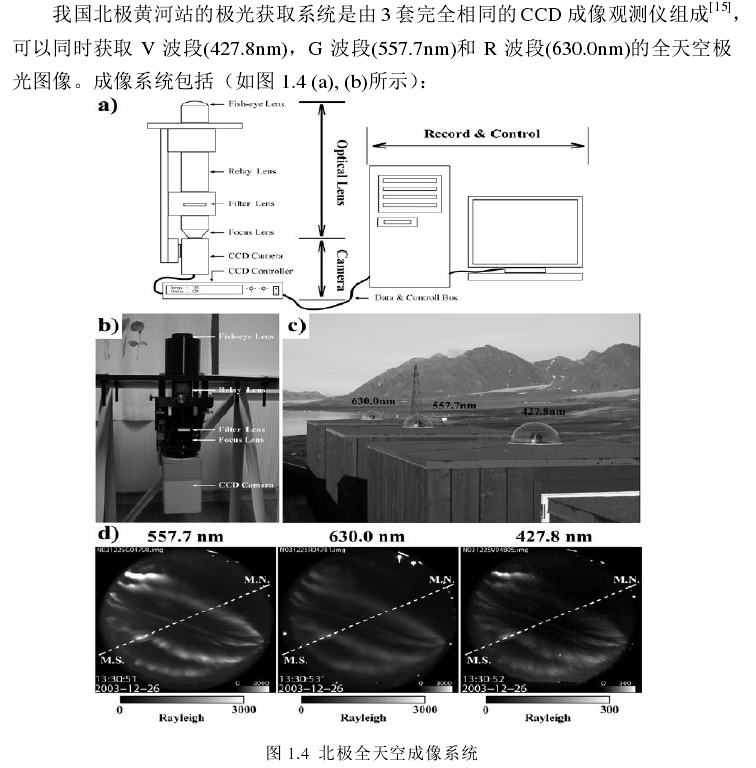 我国北极黄河站的极光获取系统是由 3 套完全相同的 CCD 成像观测仪组成[15],
可以同时获取 V 波段(427.8nm)，G 波段(557.7nm)和 R 波段(630.0nm)的全天空极
光图像。成像系统包括（如图 1.4 (a), (b)所示）：
a)
Fish-eye Lens
Optical Lens
Record & Control
Relay Lens
Filter Lens
Focus Lens
CCD Camera
CCD Controller
Camera
Data & Controll Bus
b)
Fish-eye Lens
Relay Lens
Filter Lens
Focus Lens
CCD Camera
c)
630.0nm
557.7nm
427.8nm
d)
557.7 nm
630.0 nm
427.8 nm
M.N.
M.S.
13:30:51
2003-12-26
0 3000
M.N.
M.S.
13:30:53
2003-12-26
0 3000
M.N.
M.S.
13:30:52
2003-12-26
0 300
0 3000
Rayleigh
0 3000
Rayleigh
0 300
Rayleigh
图 1.4 北极全天空成像系统